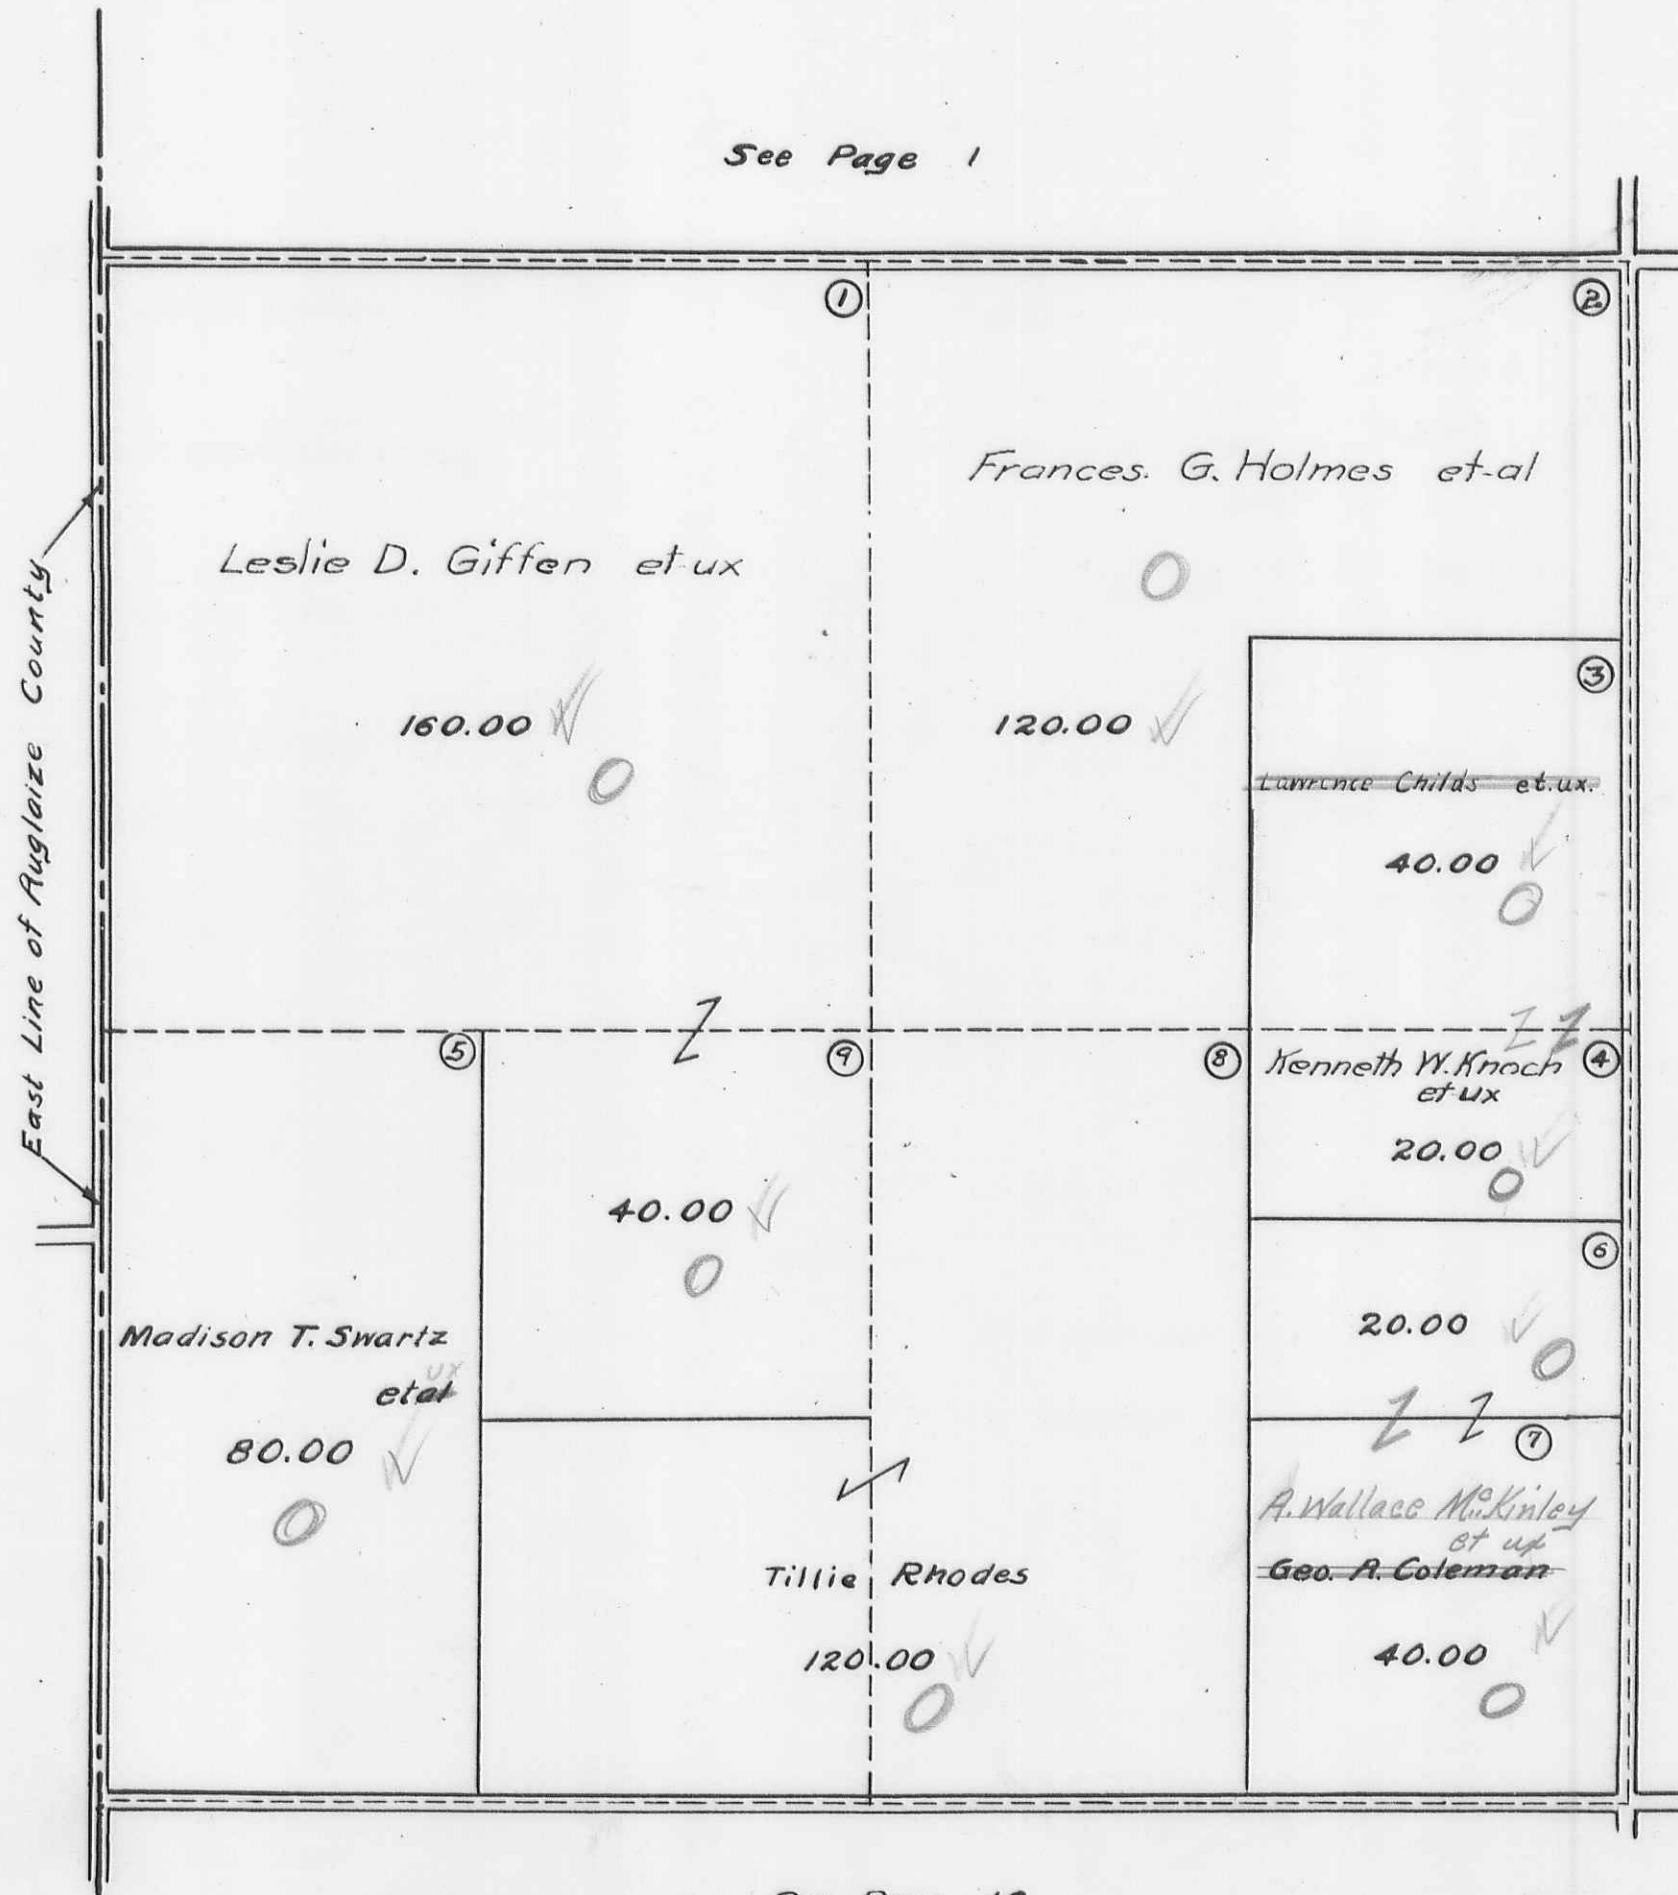 See Page 1
1
2
Frances. G. Holmes et-al
Leslie D. Giffen et ux
160.00
120.00
3
Lawrence Childs et.ux.
40.00
East Line of Auglaize County
5
9
8
Kenneth W. Knoch
4
et ux
20.00
40.00
6
20.00
Madison T. Swartz
ux
et al
80.00
7
A. Wallace McKinley
et ux
Geo. A. Coleman
Tillie Rhodes
120.00
40.00